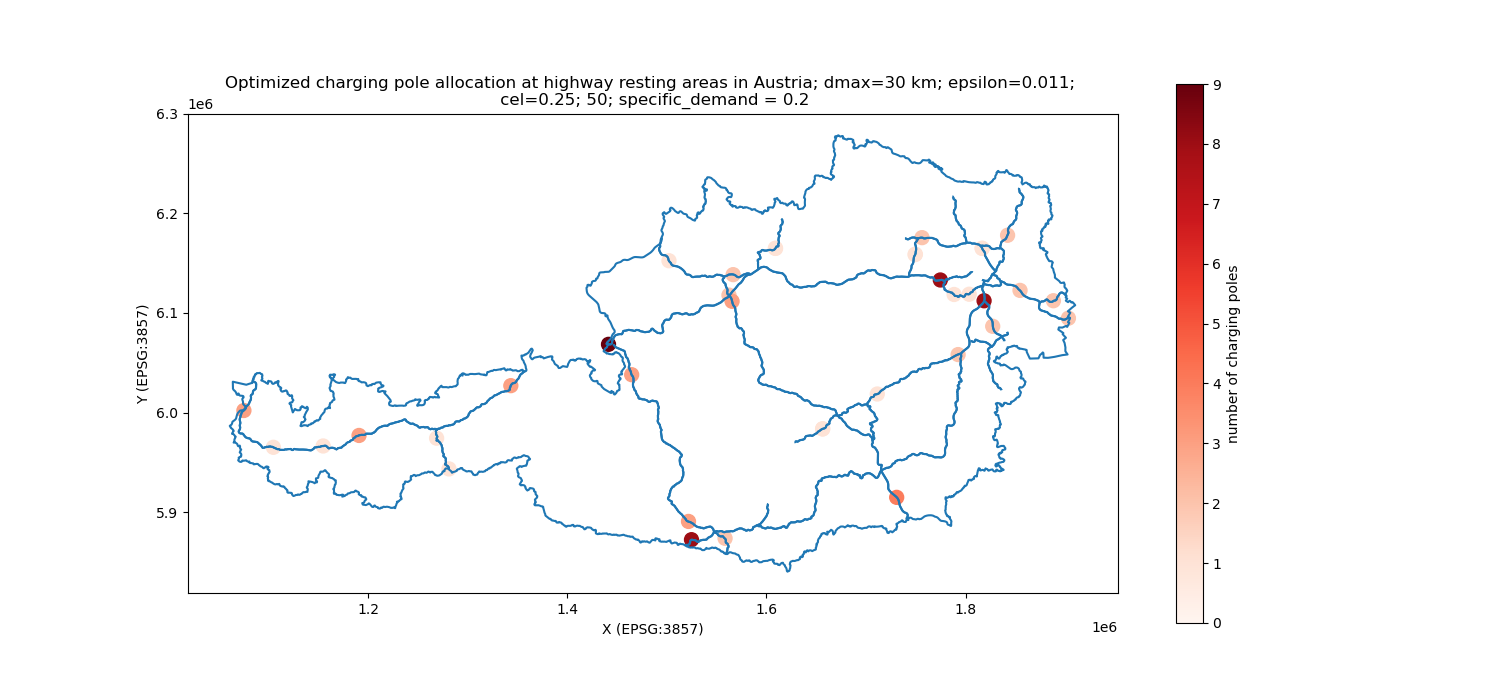 Optimized charging pole allocation at highway resting areas in Austria; dmax=30 km; epsilon=0.011;
cel=0.25; 50; specific_demand = 0.2
1e6
6.3
6.2
6.1
6.0
5.9
Y (EPSG:3857)
1.2
1.4
1.6
1.8
X (EPSG:3857)
1e6
9
8
7
6
5
4
3
2
1
0
number of charging poles